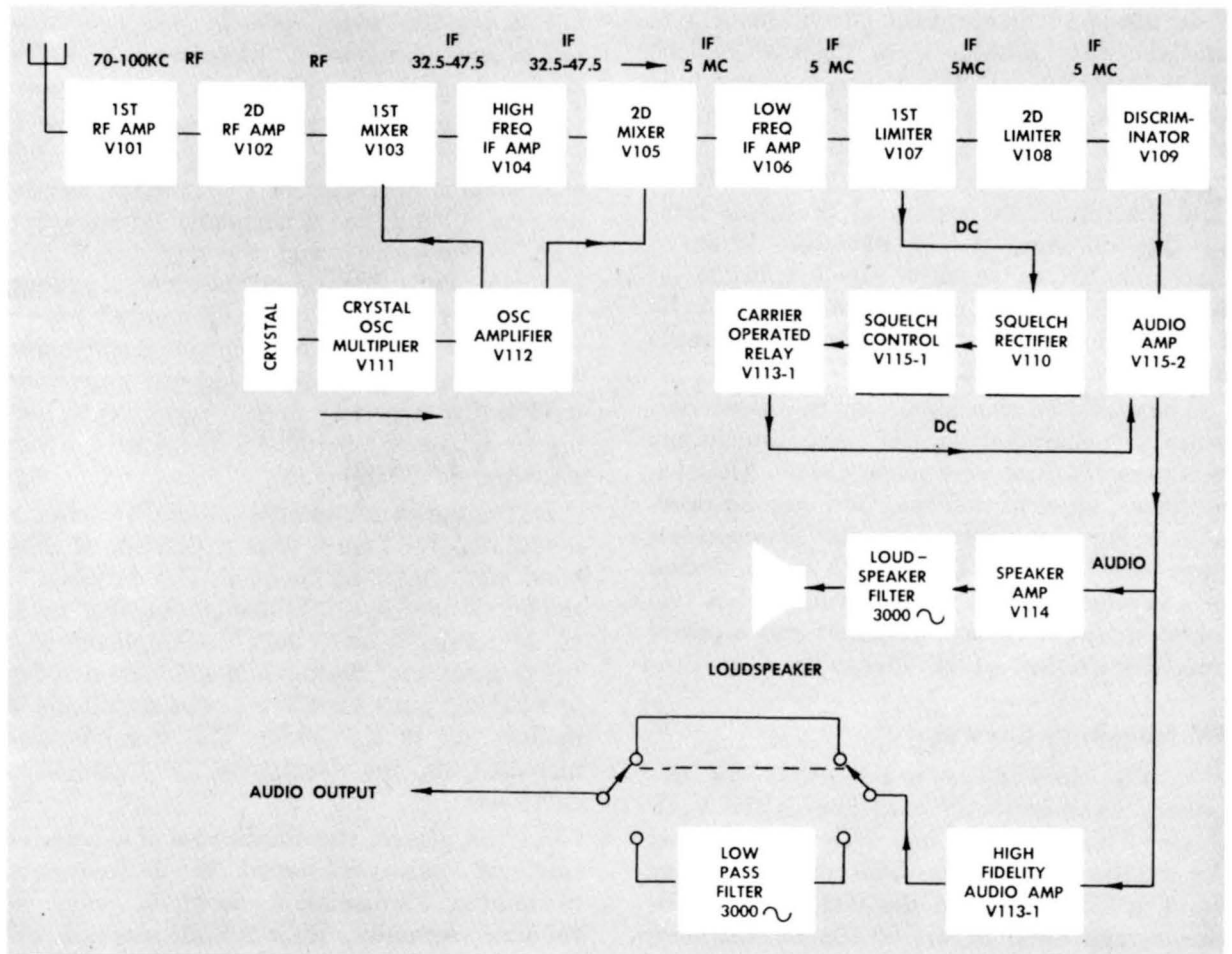 70-100KC RF
RF
IF
32.5-47.5
IF
32.5-47.5
IF
5 MC
IF
5 MC
IF
5MC
IF
5 MC
1ST
RF AMP
V101
2D
RF AMP
V102
1ST
MIXER
V103
HIGH
FREQ
IF AMP
V104
2D
MIXER
V105
LOW
FREQ
IF AMP
V106
1ST
LIMITER
V107
2D
LIMITER
V108
DISCRIM-
INATOR
V109
DC
CRYSTAL
CRYSTAL
OSC
MULTIPLIER
V111
OSC
AMPLIFIER
V112
CARRIER
OPERATED
RELAY
V113-1
SQUELCH
CONTROL
V115-1
SQUELCH
RECTIFIER
V110
AUDIO
AMP
V115-2
DC
LOUDSPEAKER
LOUD-
SPEAKER
FILTER
3000
SPEAKER
AMP
V114
AUDIO
AUDIO OUTPUT
LOW
PASS
FILTER
3000
HIGH
FIDELITY
AUDIO AMP
V113-1